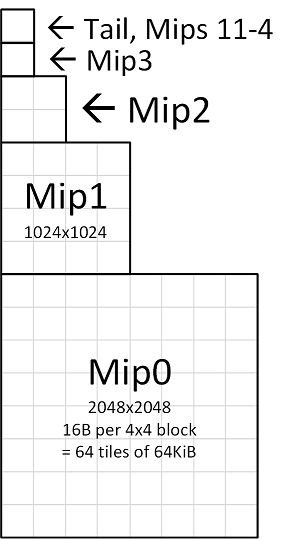 ← Tail, Mips 11-4
← Mip3
← Mip2
Mip1
1024x1024
Mip0
2048x2048
16B per 4x4 block
= 64 tiles of 64KiB